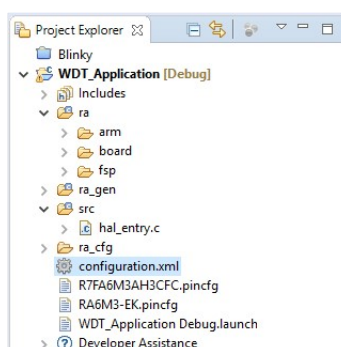 Project Explorer
Blinky
WDT_Application [Debug]
Includes
ra
arm
board
fsp
ra_gen
src
hal_entry.c
ra_cfg
configuration.xml
R7FA6M3AH3CFC.pincfg
RA6M3-EK.pincfg
WDT_Application Debug.launch
Developer Assistance